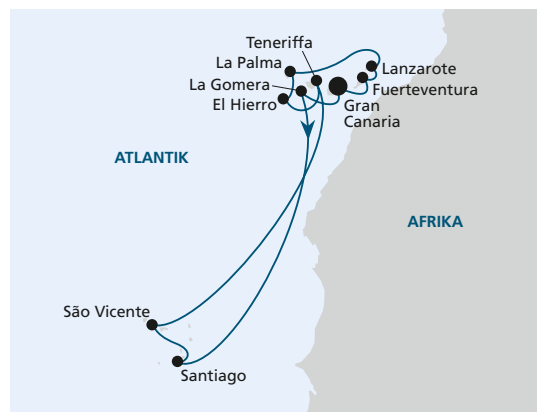 Teneriffa
La Palma
Lanzarote
La Gomera
Fuerteventura
El Hierro
Gran
Canaria
ATLANTIK
AFRIKA
São Vicente
Santiago